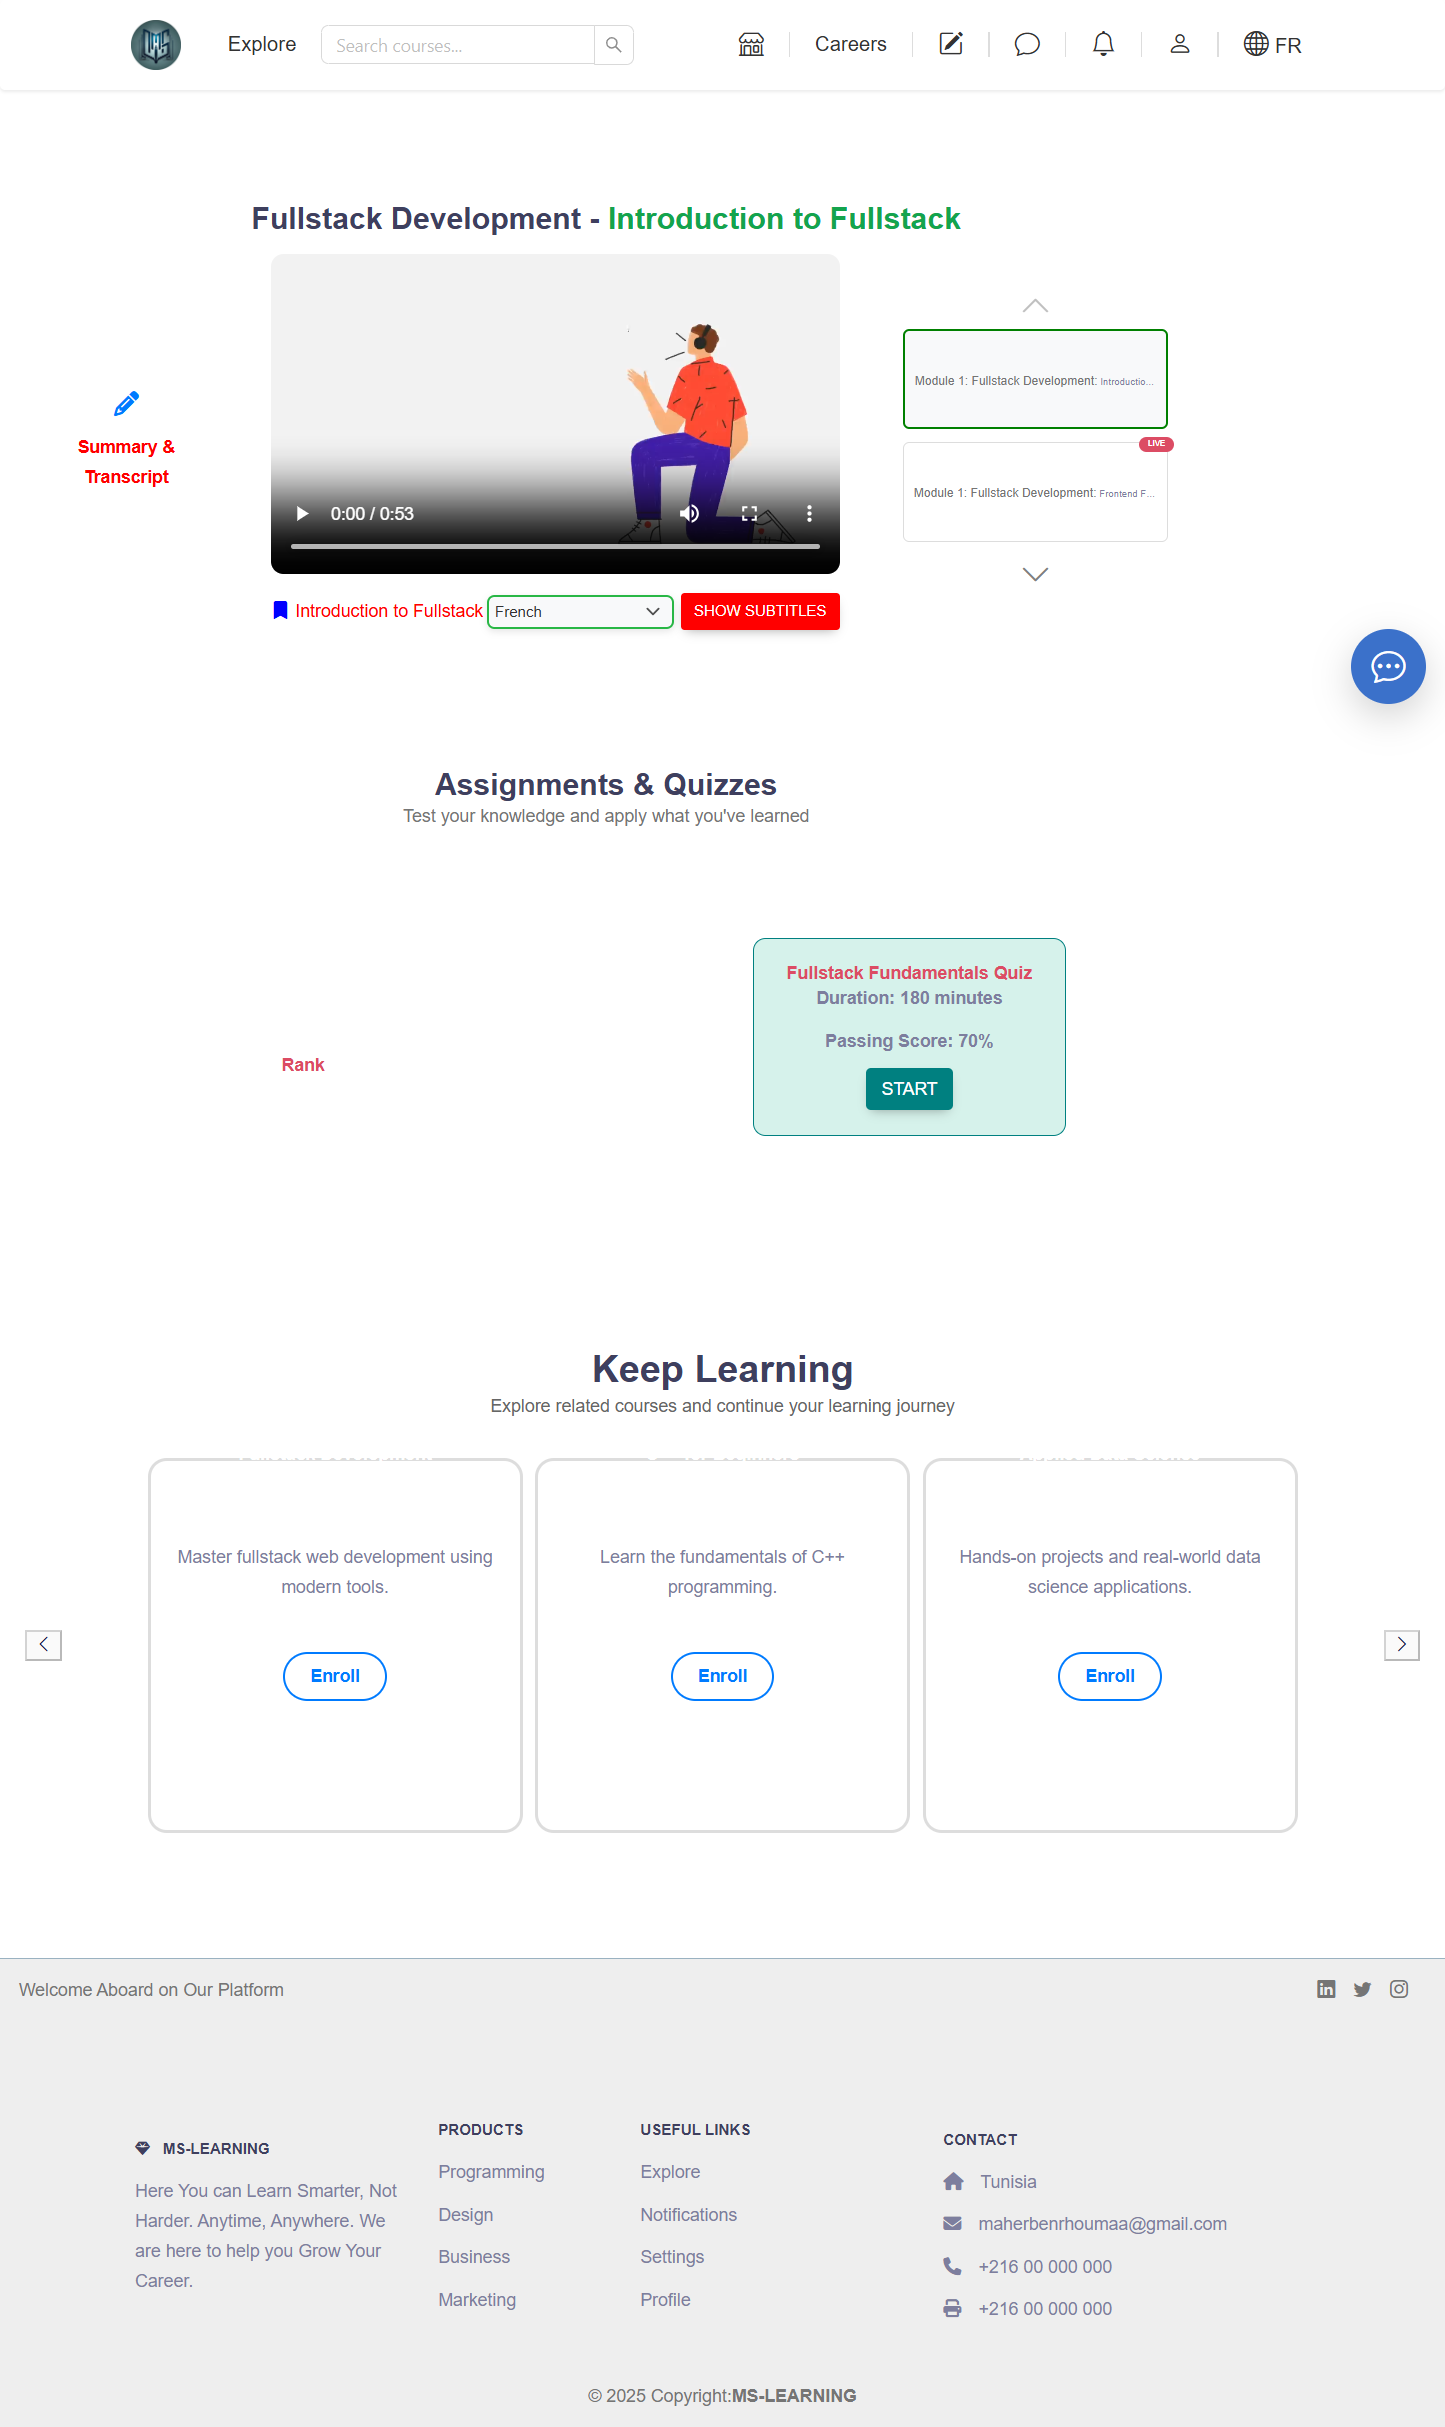 Explore
Search courses...
Careers
FR
Fullstack Development - Introduction to Fullstack
Summary &
Transcript
0:00 / 0:53
Module 1: Fullstack Development: Introductio...
LIVE
Module 1: Fullstack Development: Frontend F...
Introduction to Fullstack
French
SHOW SUBTITLES
Assignments & Quizzes
Test your knowledge and apply what you've learned
Fullstack Fundamentals Quiz
Duration: 180 minutes
Passing Score: 70%
START
Rank
Keep Learning
Explore related courses and continue your learning journey
Master fullstack web development using
modern tools.
Enroll
Learn the fundamentals of C++
programming.
Enroll
Hands-on projects and real-world data
science applications.
Enroll
Welcome Aboard on Our Platform
MS-LEARNING
Here You can Learn Smarter, Not
Harder. Anytime, Anywhere. We
are here to help you Grow Your
Career.
PRODUCTS
Programming
Design
Business
Marketing
USEFUL LINKS
Explore
Notifications
Settings
Profile
CONTACT
Tunisia
maherbenrhoumaa@gmail.com
+216 00 000 000
+216 00 000 000
© 2025 Copyright:MS-LEARNING